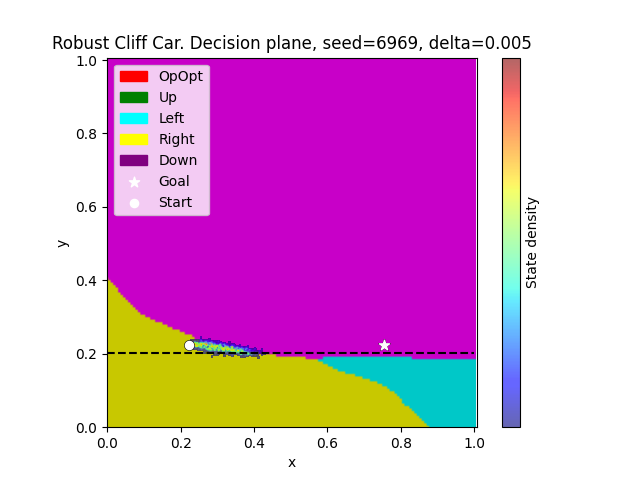 Robust Cliff Car. Decision plane, seed=6969, delta=0.005
1.0
0.8
0.6
0.4
0.2
0.0
y
OpOpt
Up
Left
Right
Down
Goal
Start
0.0 0.2 0.4 0.6 0.8 1.0
x
State density